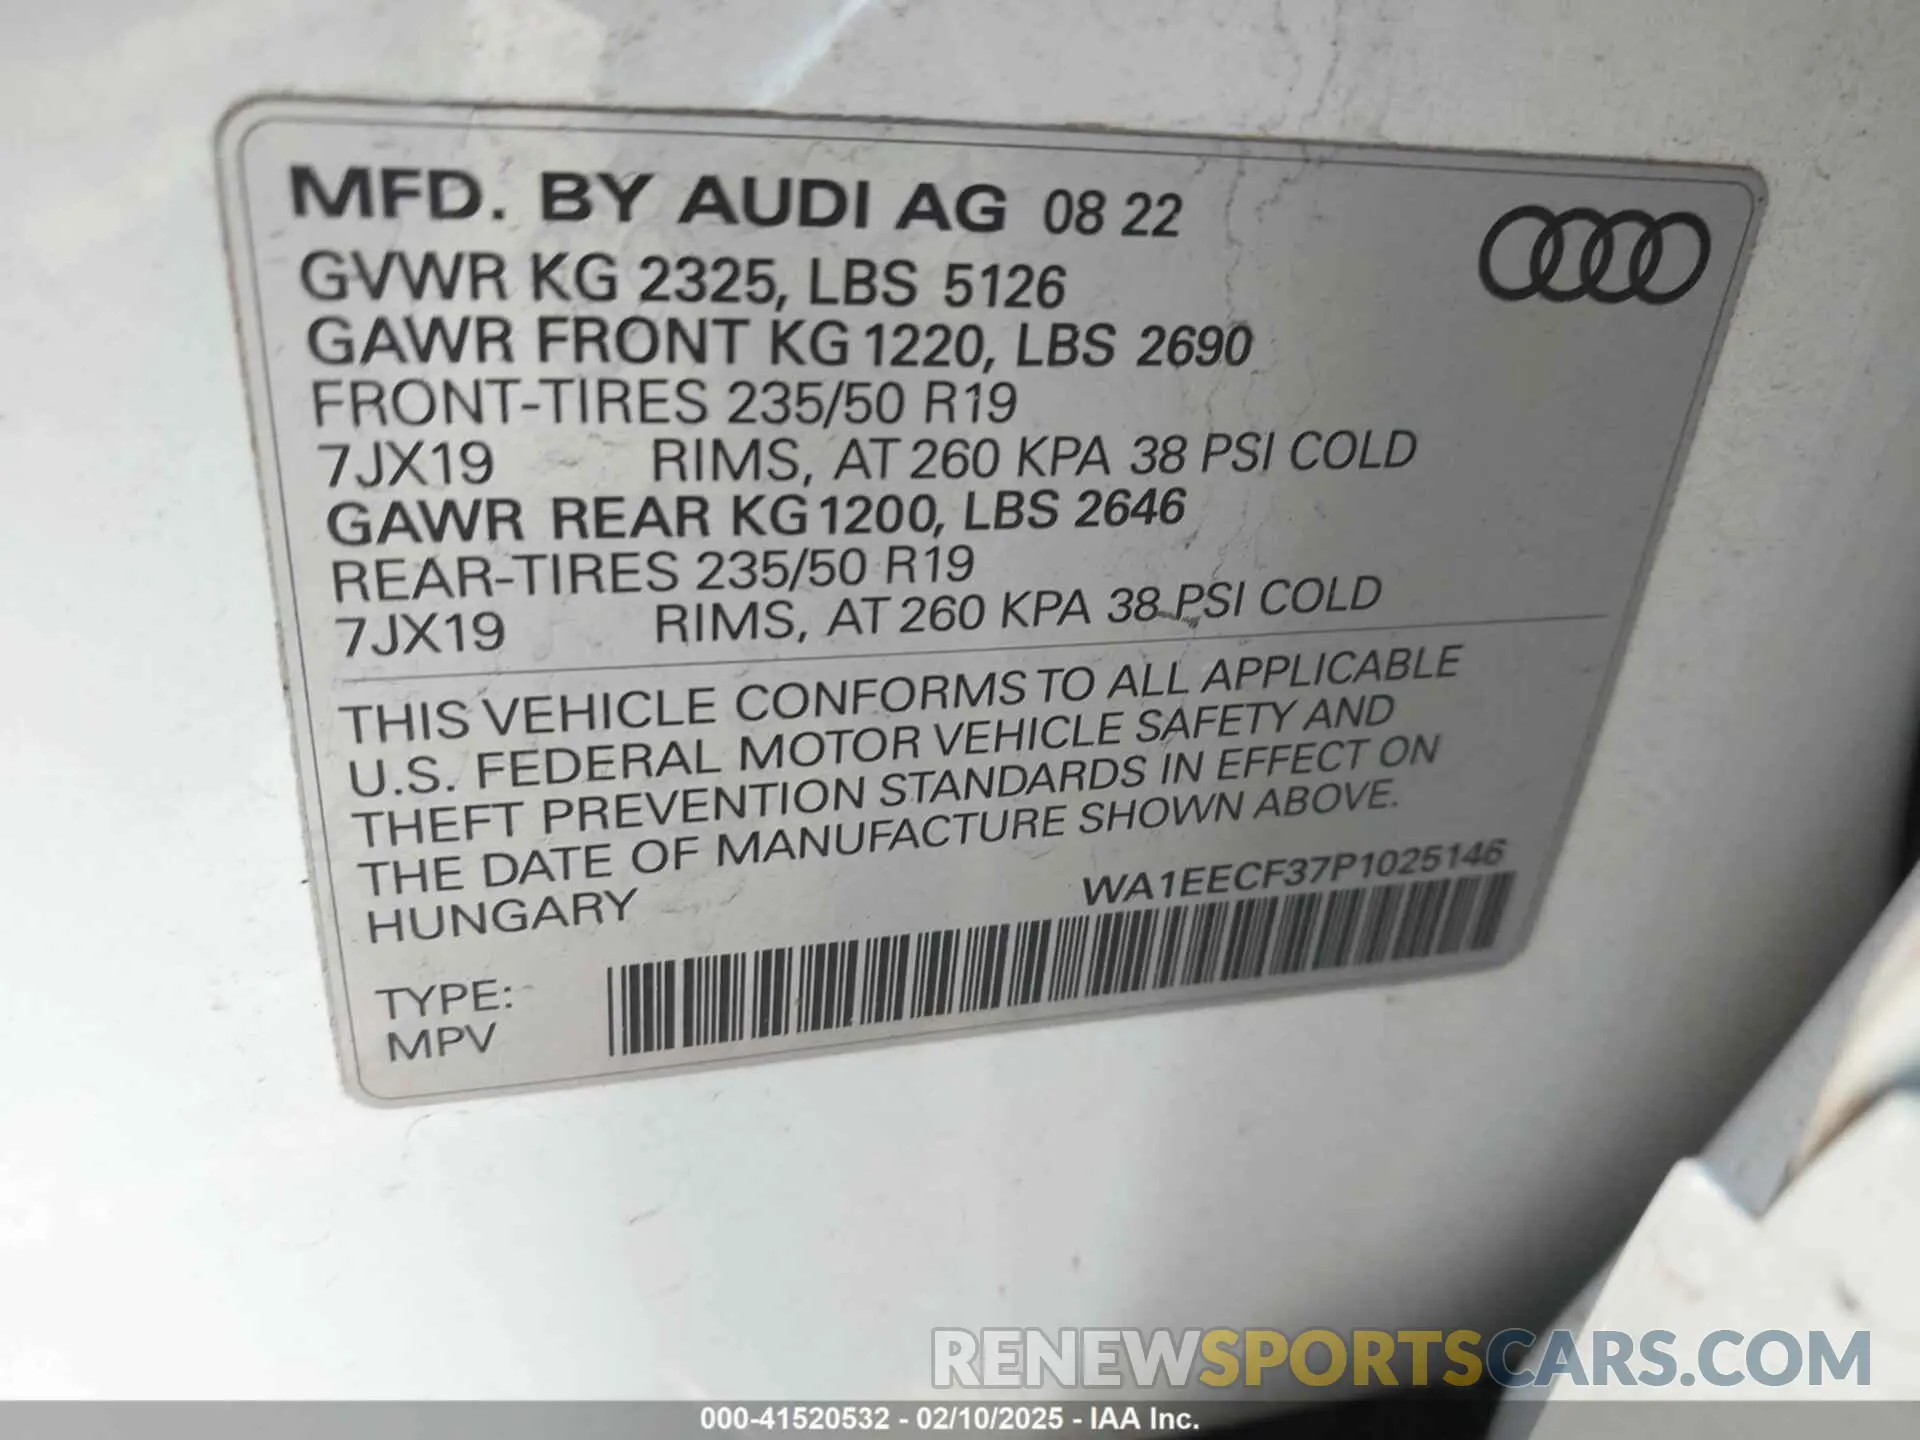 MFD. BY AUDI AG 08 22
GVWR KG 2325, LBS 5126
GAWR FRONT KG 1220, LBS 2690
FRONT-TIRES 235/50 R19
7JX19 RIMS, AT 260 KPA 38 PSI COLD
GAWR REAR KG 1200, LBS 2646
REAR-TIRES 235/50 R19
7JX19 RIMS, AT 260 KPA 38 PSI COLD
THIS VEHICLE CONFORMS TO ALL APPLICABLE
U.S. FEDERAL MOTOR VEHICLE SAFETY AND
THEFT PREVENTION STANDARDS IN EFFECT ON
THE DATE OF MANUFACTURE SHOWN ABOVE.
HUNGARY WA1EECF37P1025146
TYPE:
MPV
RENEWSPORTSCARS.COM
000-41520532 - 02/10/2025 - IAA Inc.